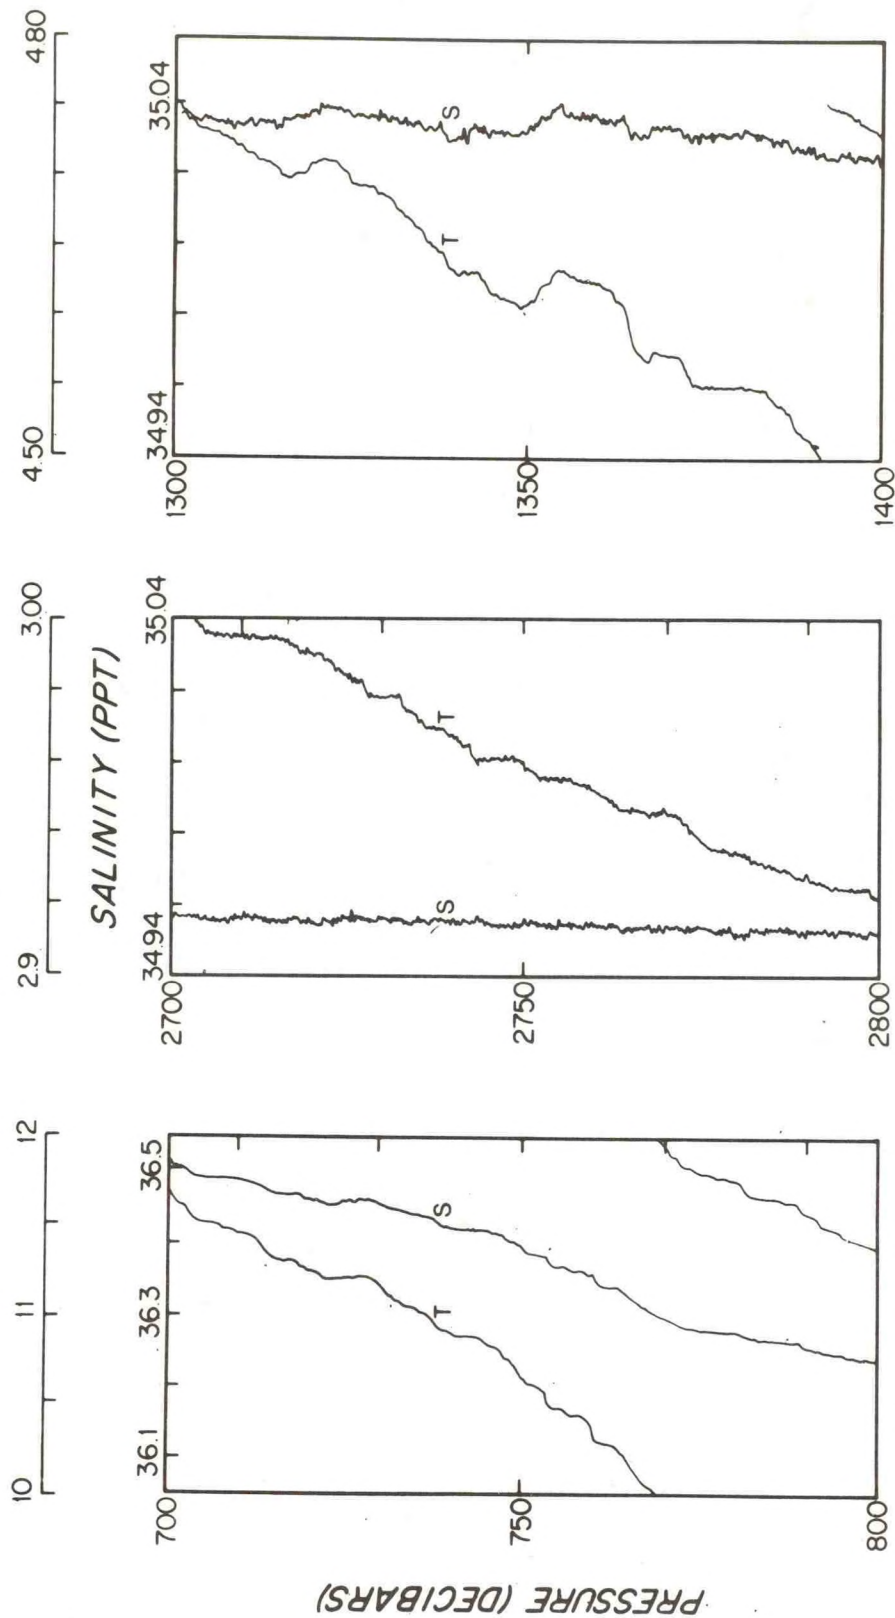 10 11 12
2.9 3.00
4.50 4.80
SALINITY (PPT)
36.1 36.3 36.5
34.94 35.04
34.94 35.04
PRESSURE (DECIBARS)
700
750
800
T
S
2700
2750
2800
S
T
1300
1350
1400
T
S